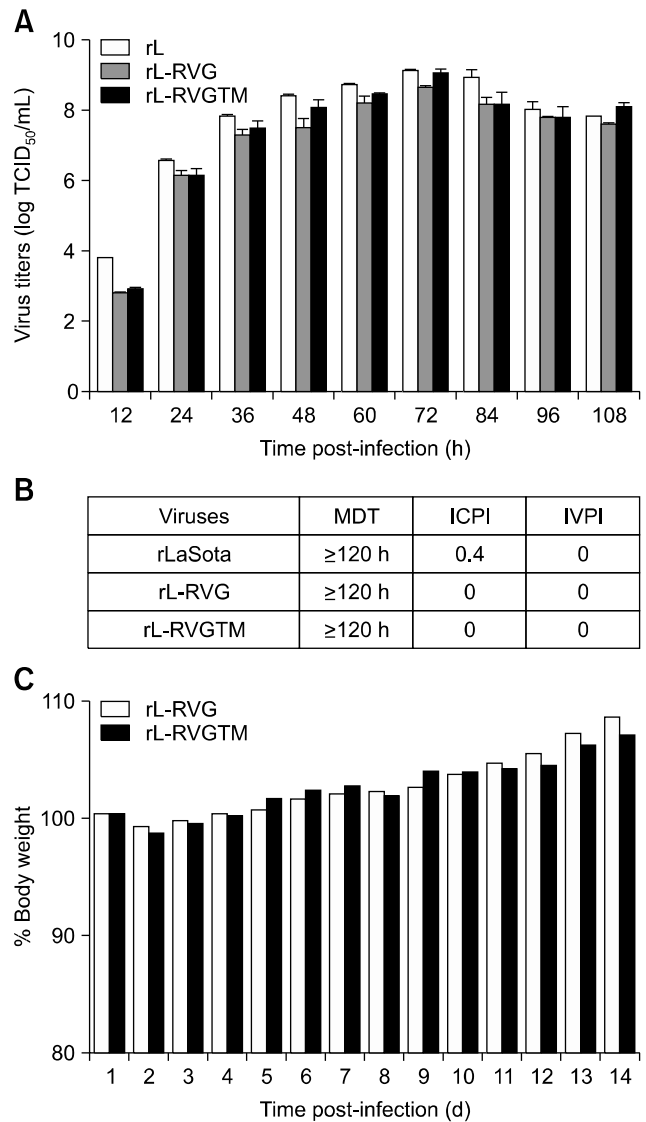 A
rL
rL-RVG
rL-RVGTM
Virus titers (log TCID50/mL)
10
8
6
4
2
0
12 24 36 48 60 72 84 96 108
Time post-infection (h)
B
Viruses MDT ICPI IVPI
rLaSota ≥120 h 0.4 0
rL-RVG ≥120 h 0 0
rL-RVGTM ≥120 h 0 0
C
rL-RVG
rL-RVGTM
% Body weight
110
100
90
80
1 2 3 4 5 6 7 8 9 10 11 12 13 14
Time post-infection (d)